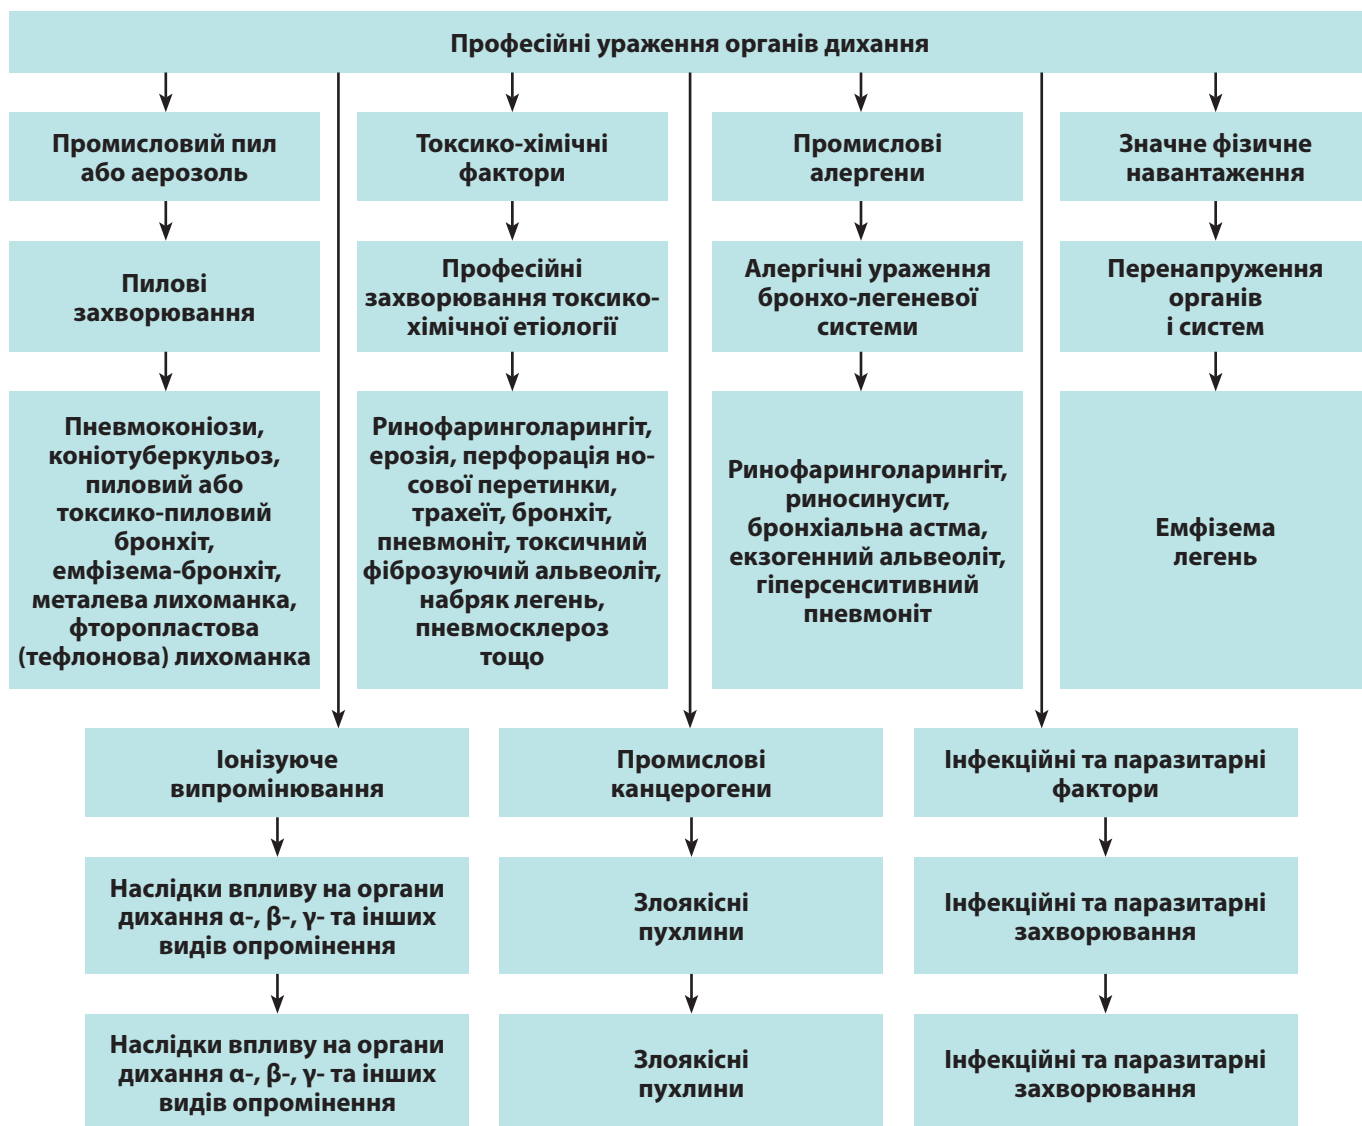 Професійні ураження органів дихання
Промисловий пил
або аерозоль
Токсико-хімічні
фактори
Промислові
алергени
Значне фізичне
навантаження
Пилові
захворювання
Професійні
захворювання токсико-
хімічної етіології
Алергічні ураження
бронхо-легеневої
системи
Перенапруження
органів
і систем
Пневмоконіози,
коніотуберкульоз,
пиловий або
токсико-пиловий
бронхіт,
емфізема-бронхіт,
металева лихоманка,
фторопластова
(тефлонова) лихоманка
Ринофаринголарингіт,
ерозія, перфорація но-
сової перетинки,
трахеїт, бронхіт,
пневмоніт, токсичний
фіброзуючий альвеоліт,
набряк легень,
пневмосклероз
тощо
Ринофаринголарингіт,
риносинусит,
бронхіальна астма,
екзогенний альвеоліт,
гіперсенситивний
пневмоніт
Емфізема
легень
Іонізуюче
випромінювання
Промислові
канцерогени
Інфекційні та паразитарні
фактори
Наслідки впливу на органи
дихання α-, β-, γ- та інших
видів опромінення
Злоякісні
пухлини
Інфекційні та паразитарні
захворювання
Наслідки впливу на органи
дихання α-, β-, γ- та інших
видів опромінення
Злоякісні
пухлини
Інфекційні та паразитарні
захворювання